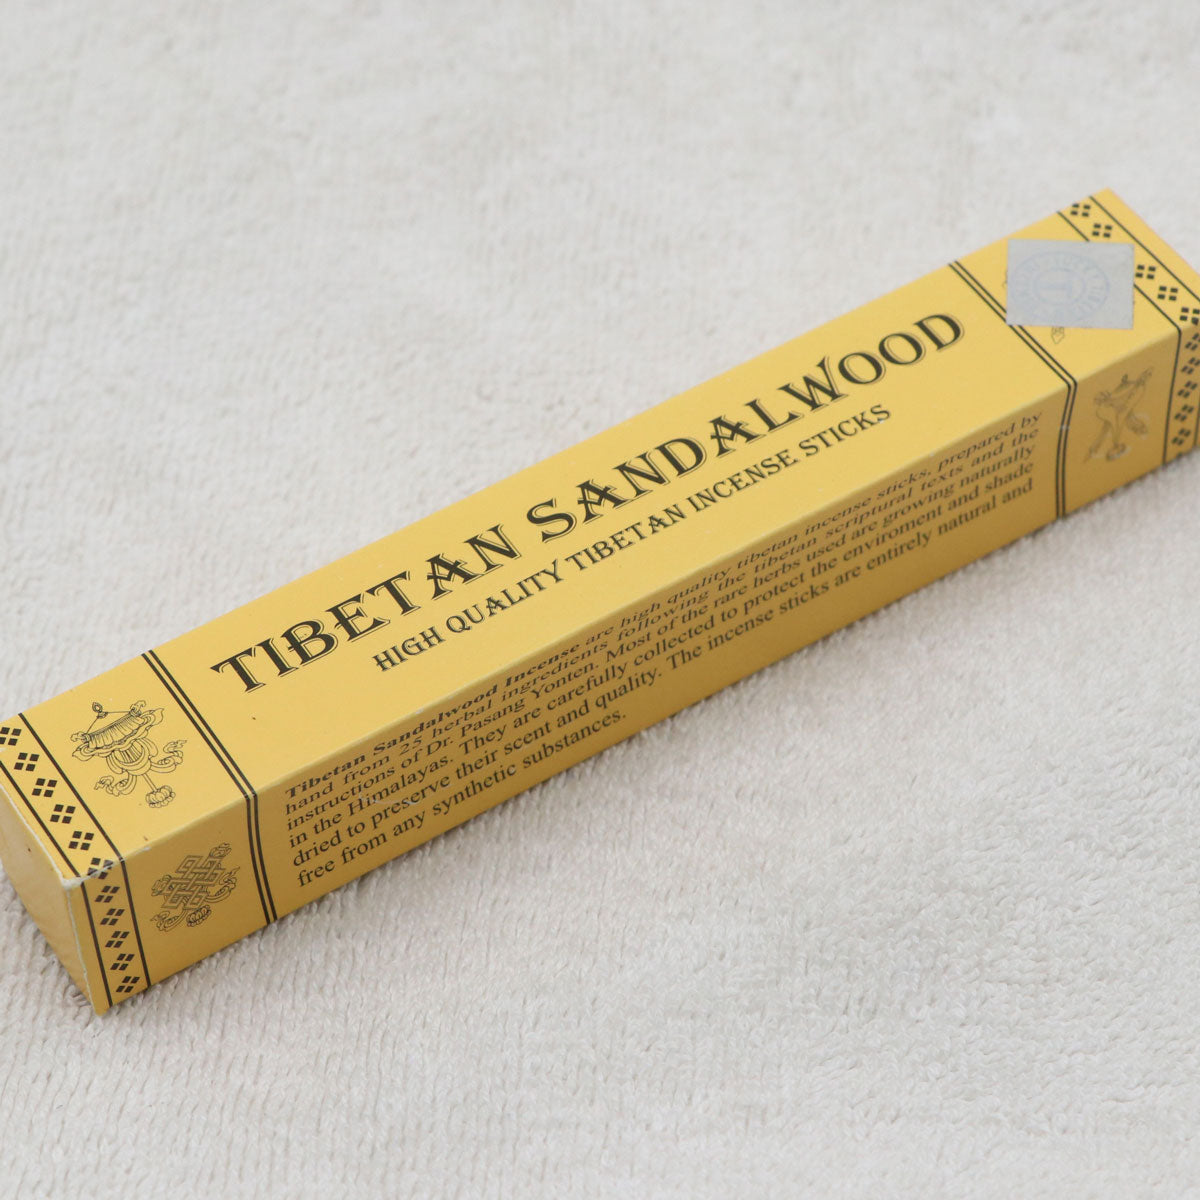 TIBETAN SANDALWOOD
HIGH QUALITY TIBETAN INCENSE STICKS
Tibetan Sandalwood Incense are high quality tibetan incense sticks, prepared by
hand from 25 herbal ingredients following the tibetan scriptural texts and the
instructions of Dr. Pasang Yonten. Most of the rare herbs used are growing naturally
in the Himalayas. They are carefully collected to protect the enviroment and shade
dried to preserve their scent and quality. The incense sticks are entirely natural and
free from any synthetic substances.